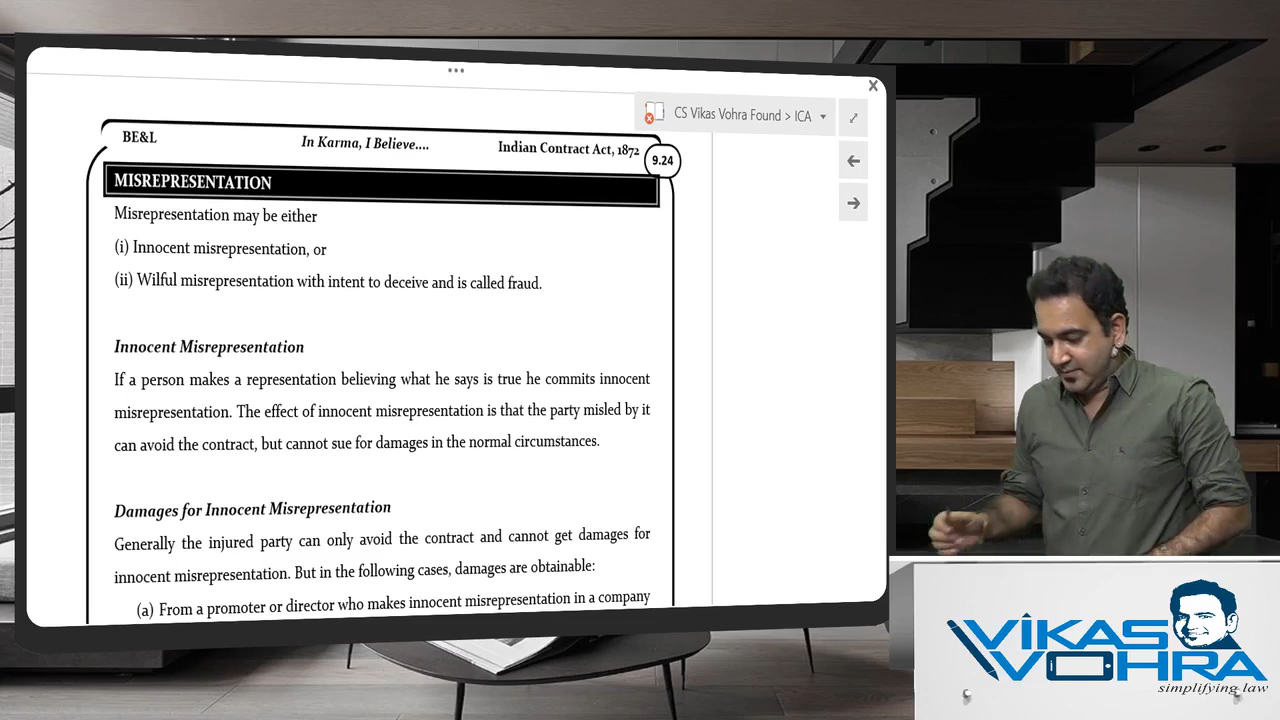 •••
x
CS Vikas Vohra Found > ICA
BE&L In Karma, I Believe.... Indian Contract Act, 1872 9.24
MISREPRESENTATION
Misrepresentation may be either
(i) Innocent misrepresentation, or
(ii) Wilful misrepresentation with intent to deceive and is called fraud.
Innocent Misrepresentation
If a person makes a representation believing what he says is true he commits innocent
misrepresentation. The effect of innocent misrepresentation is that the party misled by it
can avoid the contract, but cannot sue for damages in the normal circumstances.
Damages for Innocent Misrepresentation
Generally the injured party can only avoid the contract and cannot get damages for
innocent misrepresentation. But in the following cases, damages are obtainable:
(a) From a promoter or director who makes innocent misrepresentation in a company
VIKAS
VOHRA
simplifying law